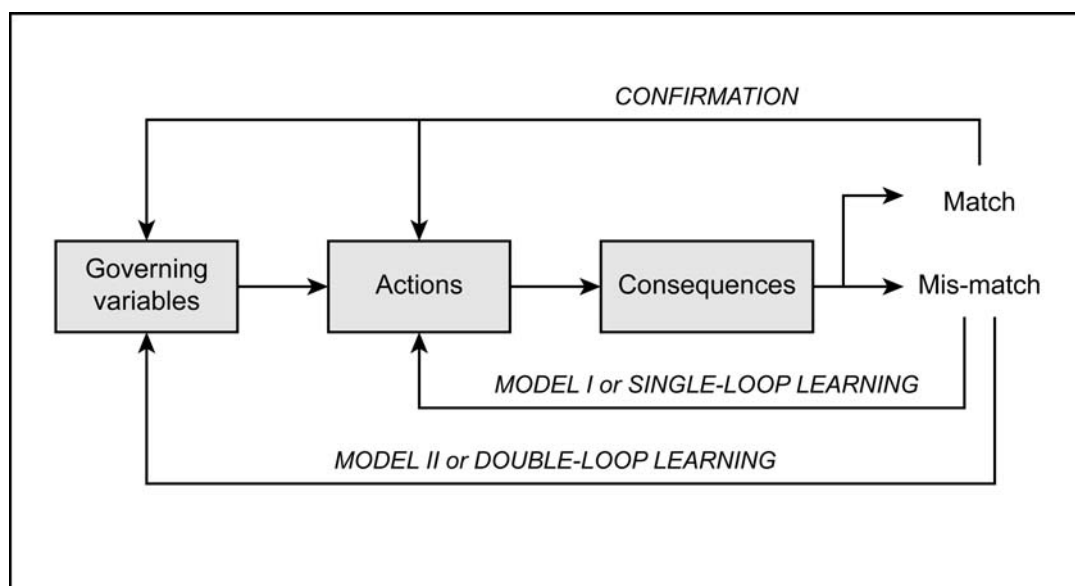 CONFIRMATION
Match
Governing
variables
Actions
Consequences
Mis-match
MODEL I or SINGLE-LOOP LEARNING
MODEL II or DOUBLE-LOOP LEARNING